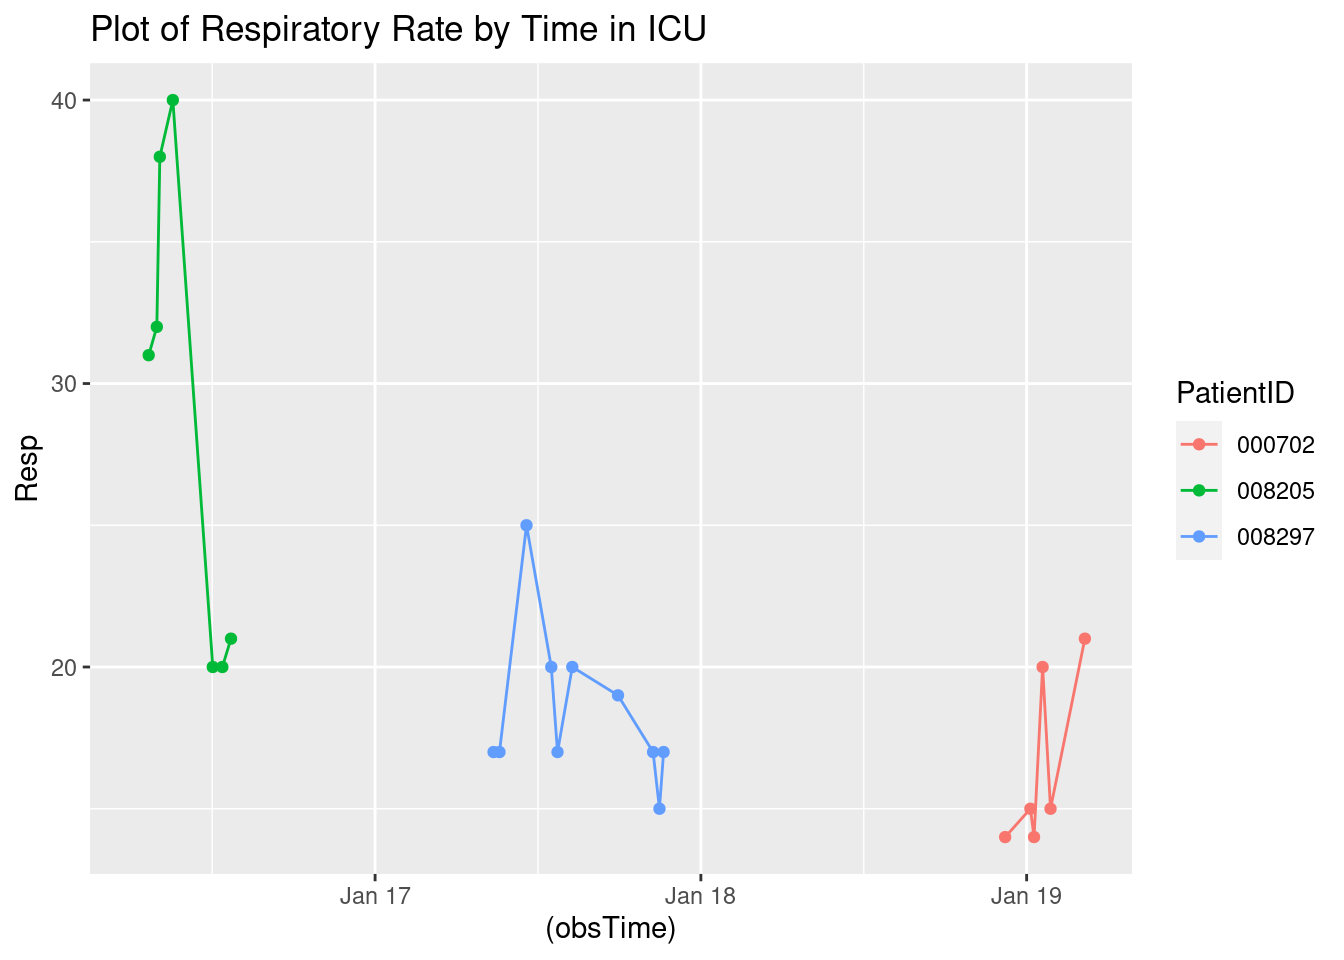 Plot of Respiratory Rate by Time in ICU
40
30
20
Resp
Jan 17
Jan 18
Jan 19
(obsTime)
PatientID
000702
008205
008297